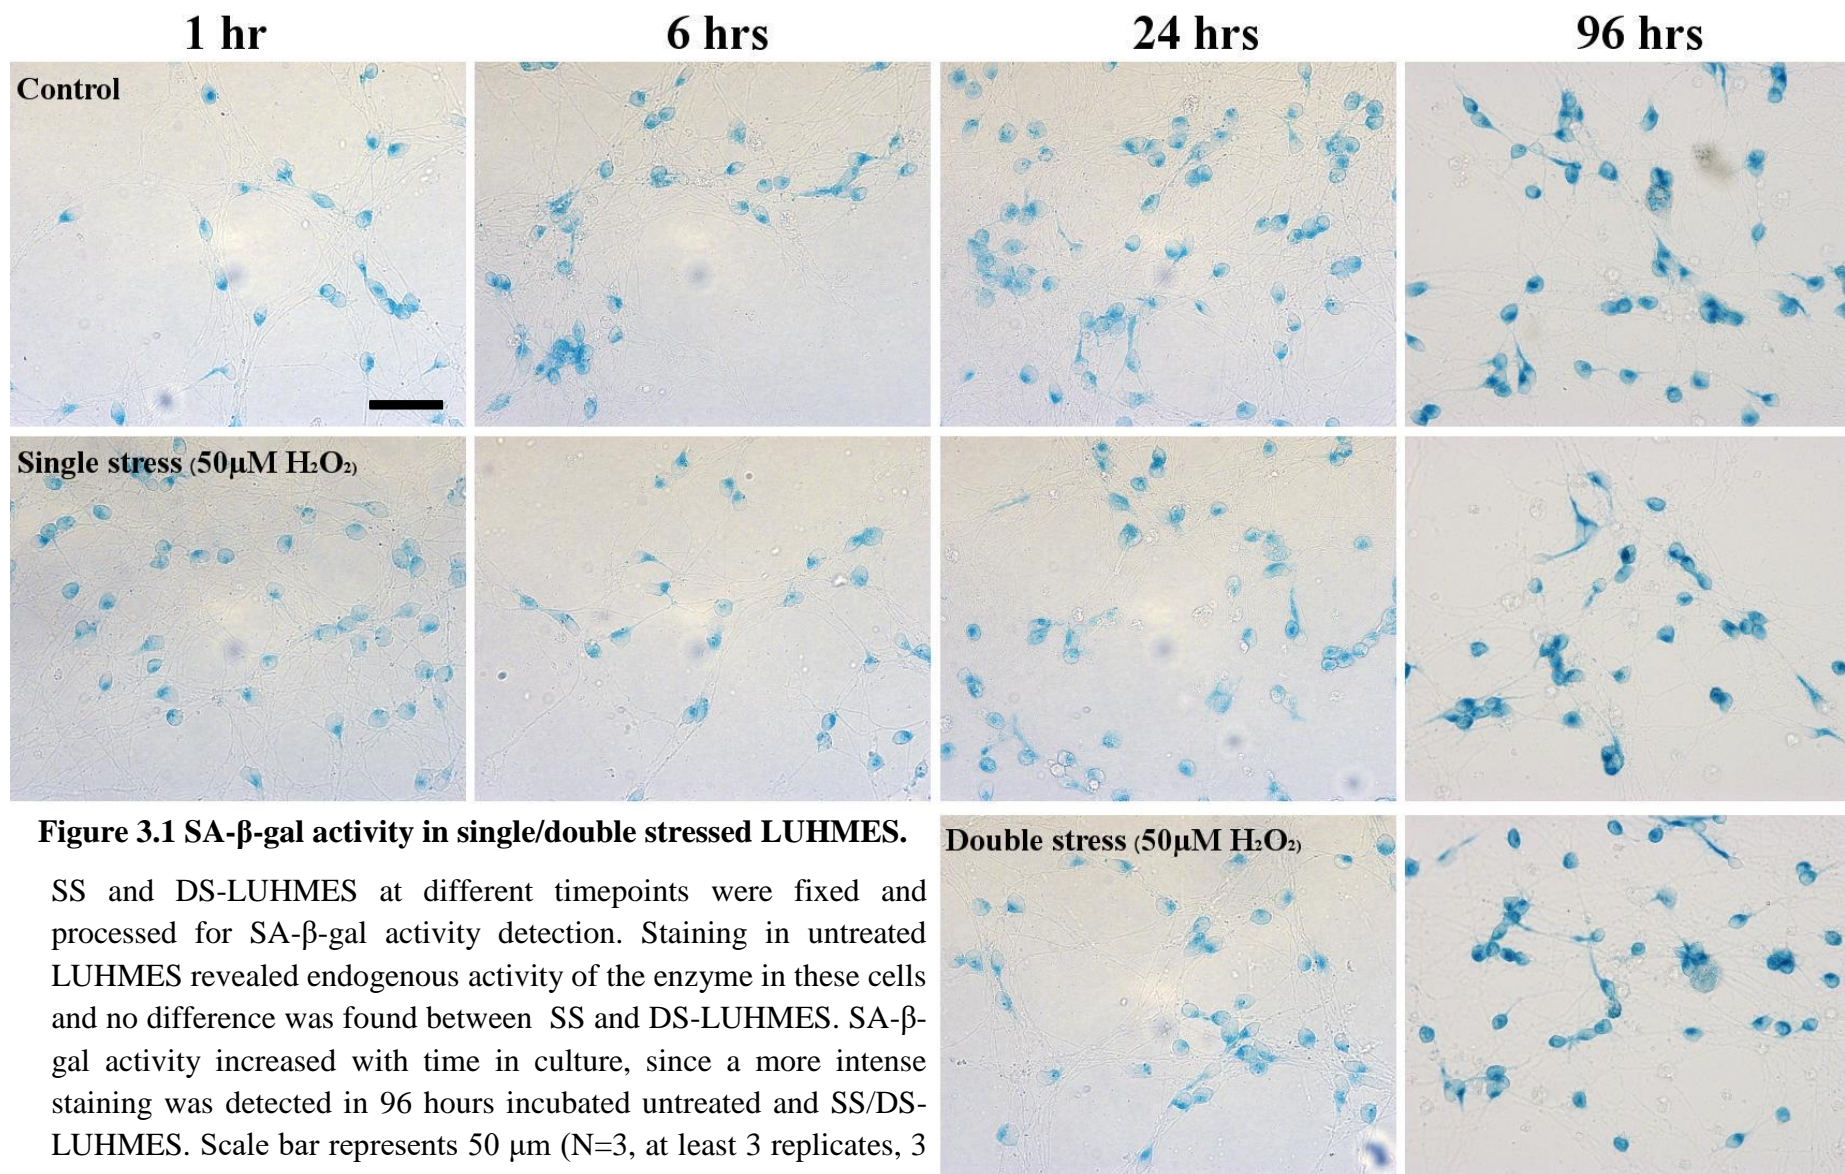 1 hr 6 hrs 24 hrs 96 hrs
Control
Single stress (50μM H₂O₂)
Figure 3.1 SA-β-gal activity in single/double stressed LUHMES.
SS and DS-LUHMES at different timepoints were fixed and
processed for SA-β-gal activity detection. Staining in untreated
LUHMES revealed endogenous activity of the enzyme in these cells
and no difference was found between SS and DS-LUHMES. SA-β-
gal activity increased with time in culture, since a more intense
staining was detected in 96 hours incubated untreated and SS/DS-
LUHMES. Scale bar represents 50 μm (N=3, at least 3 replicates, 3
Double stress (50μM H₂O₂)